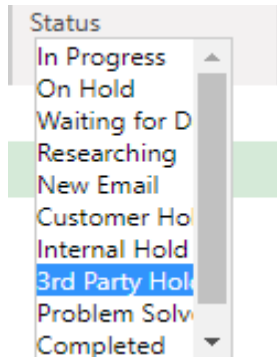 Status
In Progress
On Hold
Waiting for D
Researching
New Email
Customer Hol
Internal Hold
3rd Party Hold
Problem Solv
Completed